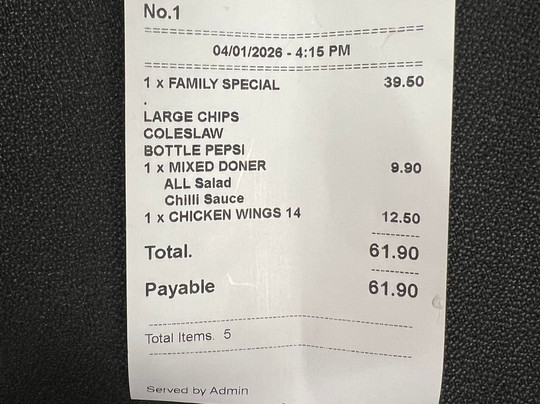 No.1
04/01/2026 - 4:15 PM
1 x FAMILY SPECIAL 39.50
.
LARGE CHIPS
COLESLAW
BOTTLE PEPSI
1 x MIXED DONER 9.90
ALL Salad
Chilli Sauce
1 x CHICKEN WINGS 14 12.50
Total. 61.90
Payable 61.90
Total Items. 5
Served by Admin